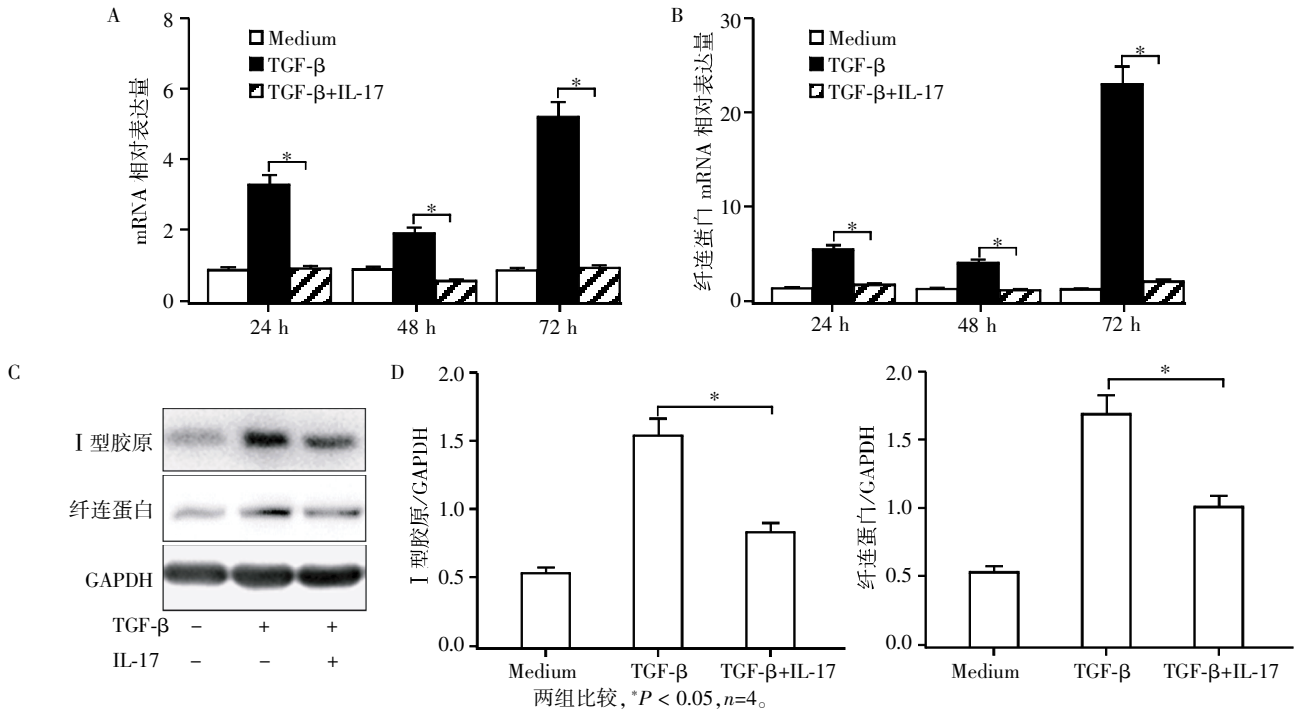 A
8
6
4
2
0
mRNA 相对表达量
Medium
TGF-β
TGF-β+IL-17
*
*
*
24 h
48 h
72 h
B
30
20
10
0
纤连蛋白 mRNA 相对表达量
Medium
TGF-β
TGF-β+IL-17
*
*
*
24 h
48 h
72 h
C
Ⅰ型胶原
纤连蛋白
GAPDH
TGF-β − + +
IL-17 − − +
D
2.0
1.5
1.0
0.5
0.0
Ⅰ型胶原/GAPDH
*
Medium TGF-β TGF-β+IL-17
2.0
1.5
1.0
0.5
0.0
纤连蛋白/GAPDH
*
Medium TGF-β TGF-β+IL-17
两组比较,*P < 0.05,n=4。